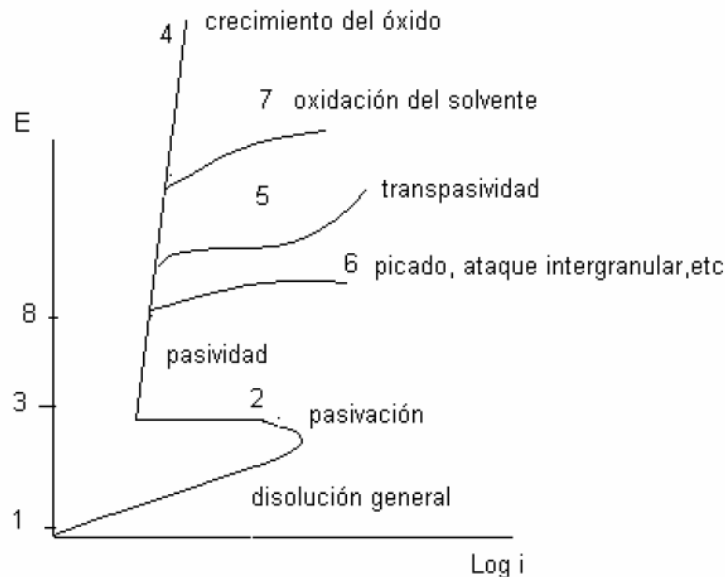 4 crecimiento del óxido
7 oxidación del solvente
E
5 transpasividad
6 picado, ataque intergranular,etc
8
pasividad
3
2
pasivación
disolución general
1
Log i